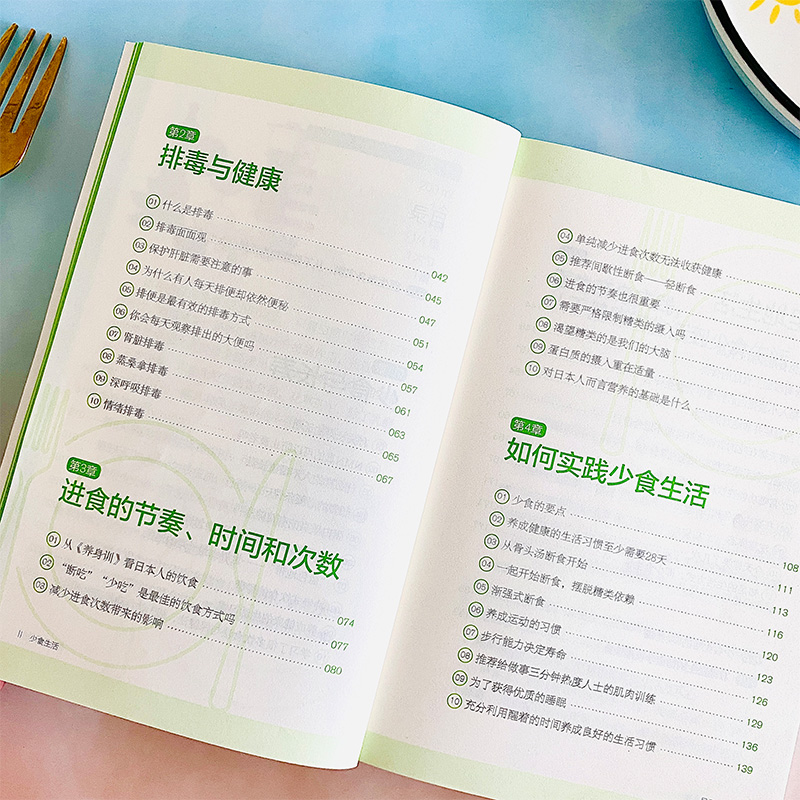 第2章
排毒与健康
01 什么是排毒 042
02 排毒面面观 045
03 保护肝脏需要注意的事 047
04 为什么有人每天排便却依然便秘 051
05 排便是最有效的排毒方式 054
06 你会每天观察排出的大便吗 057
07 肾脏排毒 061
08 蒸桑拿排毒 063
09 深呼吸排毒 065
10 情绪排毒 067
第3章
进食的节奏、时间和次数
01 从《养身训》看日本人的饮食 074
02 “断吃”“少吃”是最佳的饮食方式吗 077
03 减少进食次数带来的影响 080
II 少食生活
04 单纯减少进食次数无法收获健康
05 推荐间歇性断食——轻断食
06 进食的节奏也很重要
07 需要严格限制糖类的摄入吗
08 渴望糖类的是我们的大脑
09 蛋白质的摄入重在适量
10 对日本人而言营养的基础是什么
第4章
如何实践少食生活
01 少食的要点 108
02 养成健康的生活习惯至少需要28天
03 从骨头汤断食开始 113
04 一起开始断食，摆脱糖类依赖 116
05 渐强式断食 120
06 养成运动的习惯 123
07 步行能力决定寿命 126
08 推荐给做事三分钟热度人士的肌肉训练 129
09 为了获得优质的睡眠 136
10 充分利用醒着的时间养成良好的生活习惯 139